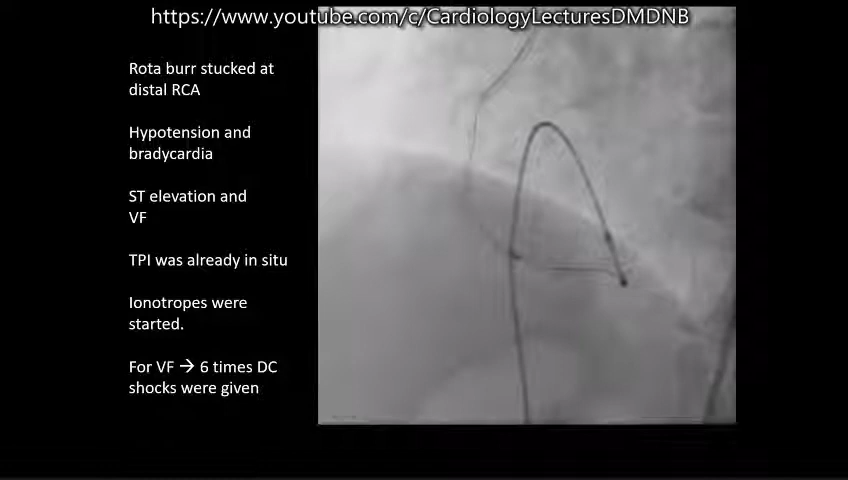 https://www.youtube.com/c/CardiologyLecturesDMDNB
Rota burr stucked at
distal RCA
Hypotension and
bradycardia
ST elevation and
VF
TPI was already in situ
Ionotropes were
started.
For VF → 6 times DC
shocks were given